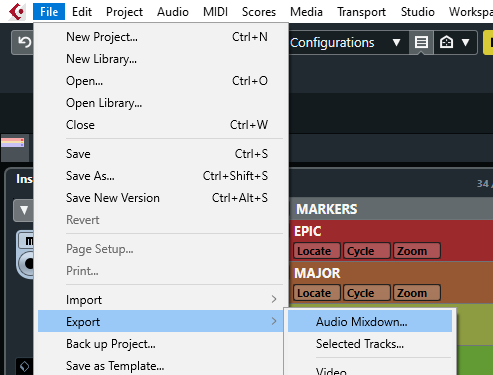 File Edit Project Audio MIDI Scores Media Transport Studio Workspa
New Project... Ctrl+N
Configurations
New Library...
Open... Ctrl+O
Open Library...
Close Ctrl+W
Save Ctrl+S
Save As... Ctrl+Shift+S
Ins
34
Save New Version Ctrl+Alt+S
MARKERS
Revert
EPIC
Page Setup...
Locate Cycle Zoom
Print...
MAJOR
Import
Locate Cycle Zoom
Export
Audio Mixdown...
Back up Project...
Selected Tracks...
Save as Template...
Video